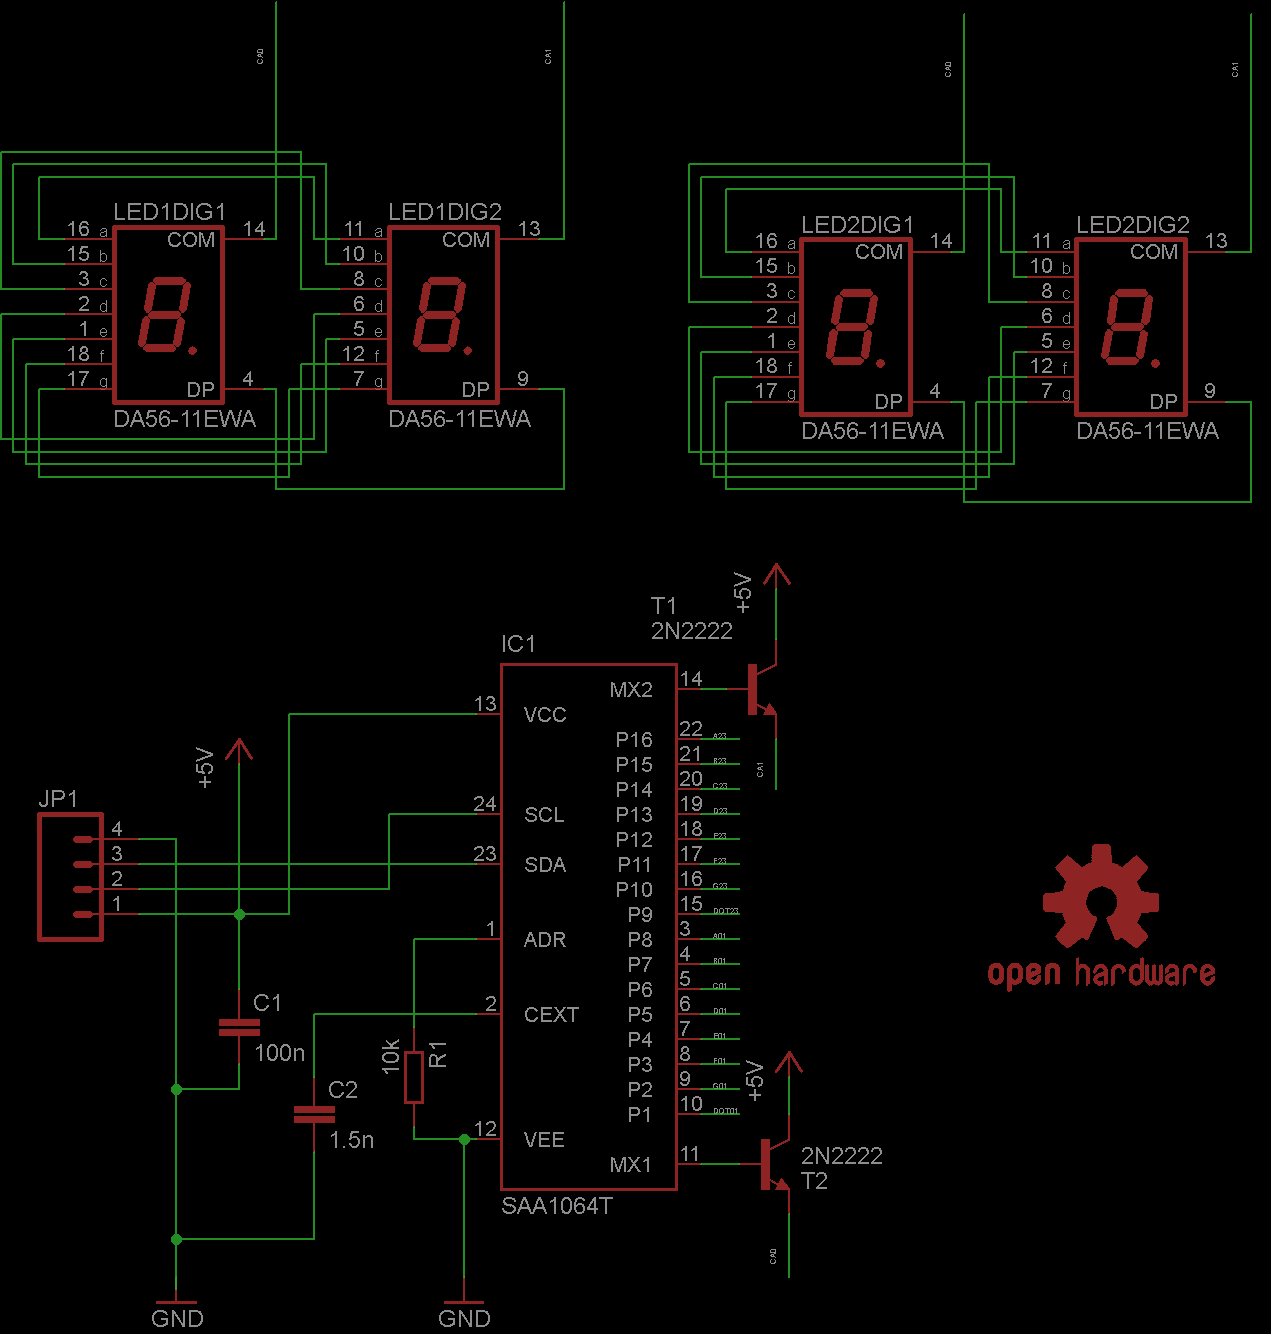 CA0
CA1
CA0
CA1
LED1DIG1
LED1DIG2
16 a
15 b
3 c
2 d
1 e
18 f
17 g
COM 14
DP 4
DA56-11EWA
11 a
10 b
8 c
6 d
5 e
12 f
7 g
COM 13
DP 9
DA56-11EWA
LED2DIG1
LED2DIG2
16 a
15 b
3 c
2 d
1 e
18 f
17 g
COM 14
DP 4
DA56-11EWA
11 a
10 b
8 c
6 d
5 e
12 f
7 g
COM 13
DP 9
DA56-11EWA
T1
2N2222
+5V
IC1
MX2 14
CA1
13 VCC
24 SCL
23 SDA
1 ADR
2 CEXT
12 VEE
P16 22 A23
P15 21 B23
P14 20 C23
P13 19 D23
P12 18 E23
P11 17 F23
P10 16 G23
P9 15 DOT23
P8 3 A01
P7 4 B01
P6 5 C01
P5 6 D01
P4 7 E01
P3 8 F01
P2 9 G01
P1 10 DOT01
MX1 11
SAA1064T
+5V
2N2222
T2
CA0
+5V
JP1
4
3
2
1
C1
100n
C2
1.5n
10k
R1
GND
GND
open hardware